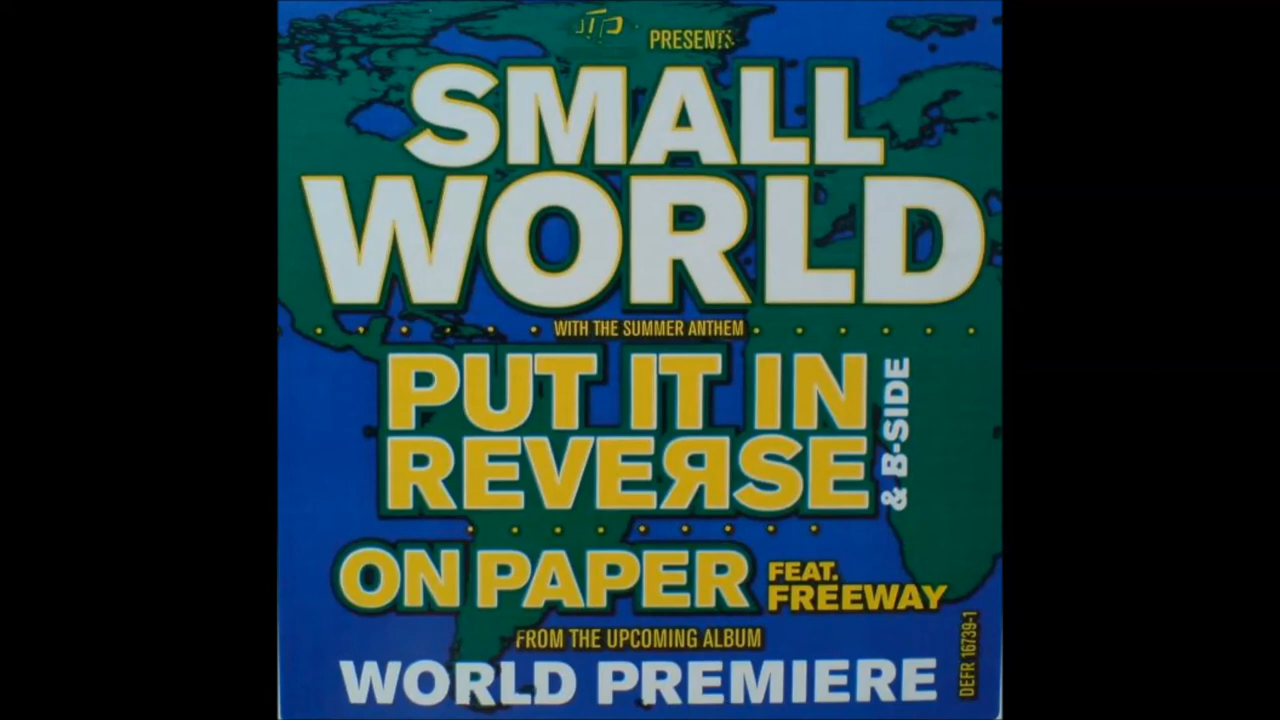 PRESENTS
SMALL
WORLD
WITH THE SUMMER ANTHEM
PUT IT IN
REVEЯSE
& B-SIDE
ON PAPER FEAT. FREEWAY
FROM THE UPCOMING ALBUM
WORLD PREMIERE
DEFR 16739-1